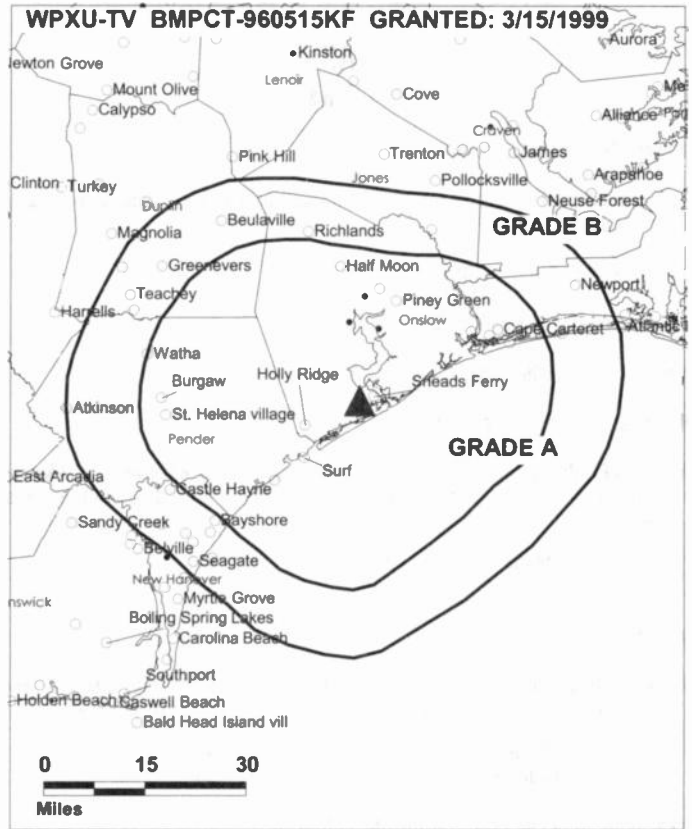 WPXU-TV BMPCT-960515KF GRANTED: 3/15/1999
Aurora
Kinston
ewton Grove
Lenoir
Me
Mount Olive
Cove
Calypso
Alliance
Craven
Pink Hill
Trenton
James
Jones
Arapahoe
Clinton Turkey
Pollocksville
Neuse Forest
Duplin
Beulaville
GRADE B
Magnolia
Richlands
Greenevers
Half Moon
Newport
Teachey
Piney Green
Harrells
Onslow
Cape Carteret
Atlantic
Watha
Holly Ridge
Sneads Ferry
Burgaw
Atkinson
St. Helena village
Pender
GRADE A
Surf
East Arcadia
Castle Hayne
Sandy Creek
Bayshore
Belville
Seagate
New Hanover
nswick
Myrtle Grove
Boiling Spring Lakes
Carolina Beach
Southport
Holden Beach
Caswell Beach
Bald Head Island vill
0 15 30
Miles